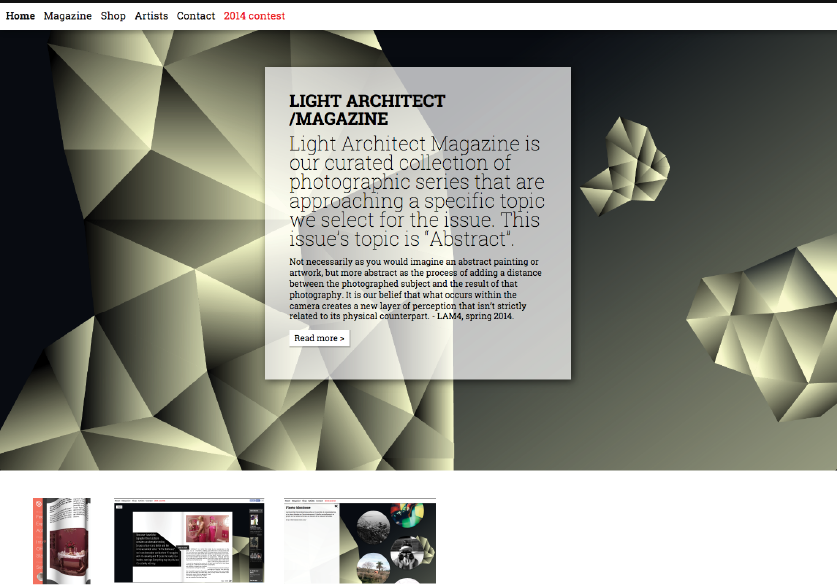 Home Magazine Shop Artists Contact 2014 contest
LIGHT ARCHITECT
/MAGAZINE
Light Architect Magazine is
our curated collection of
photographic series that are
approaching a specific topic
we select for the issue. This
issue's topic is "Abstract".
Not necessarily as you would imagine an abstract painting or
artwork, but more abstract as the process of adding a distance
between the photographed subject and the result of that
photography. It is our belief that what occurs within the
camera creates a new layer of perception that isn't strictly
related to its physical counterpart. - LAM4, spring 2014.
Read more >